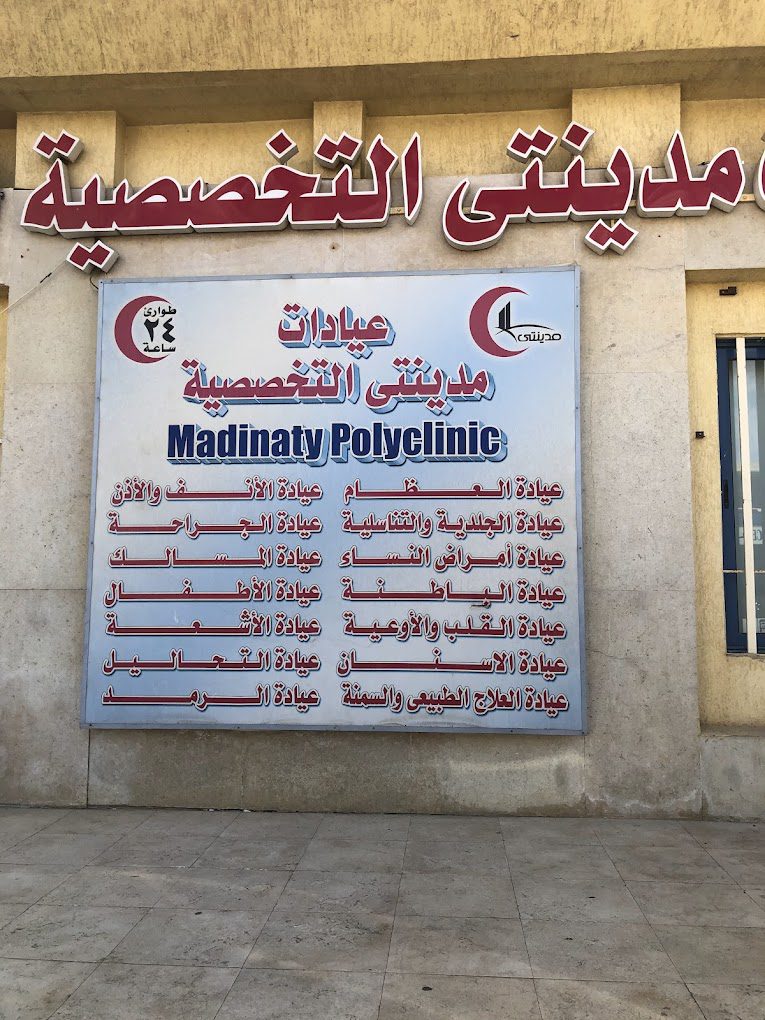 مدينتى التخصصية
طوارئ
٢٤
ساعة
مدينتى
عيادات
مدينتى التخصصية
Madinaty Polyclinic
عيادة العظام
عيادة الأنف والأذن
عيادة الجلدية والتناسلية
عيادة الجراحة
عيادة أمراض النساء
عيادة المسالك
عيادة الباطنة
عيادة الأطفال
عيادة القلب والأوعية
عيادة الأشعة
عيادة الاسنان
عيادة التحاليل
عيادة العلاج الطبيعى والسمنة
عيادة الرمد